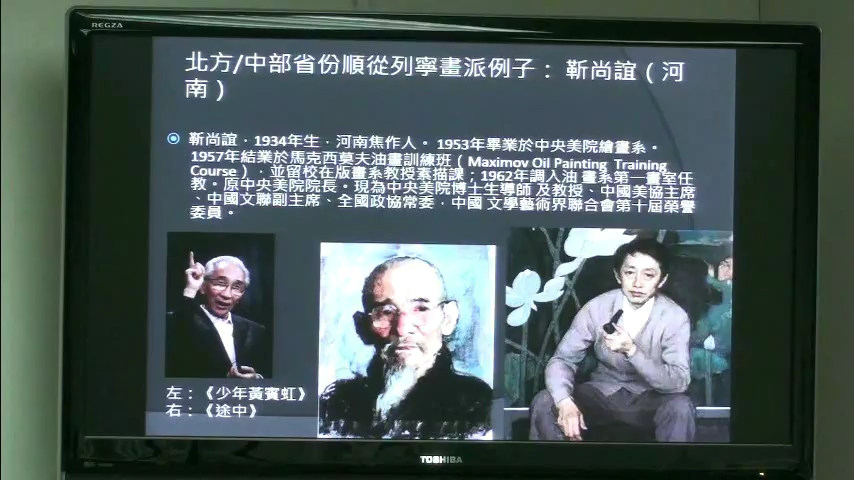 REGZA
北方/中部省份順從列寧畫派例子： 靳尚誼（河
南）
靳尚誼，1934年生，河南焦作人。 1953年畢業於中央美院繪畫系。
1957年結業於馬克西莫夫油畫訓練班（Maximov Oil Painting Training
Course），並留校在版畫系教授素描課；1962年調入油 畫系第一畫室任
教。原中央美院院長。現為中央美院博士生導師 及教授、中國美協主席
、中國文聯副主席、全國政協常委，中國 文學藝術界聯合會第十屆榮譽
委員。
左：《少年黃賓虹》
右：《途中》
TOSHIBA